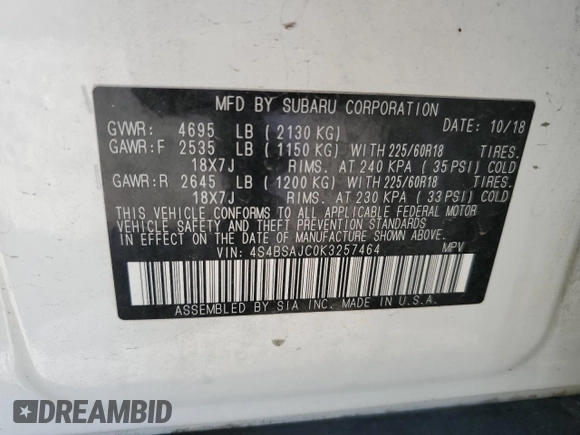 MFD BY SUBARU CORPORATION
GVWR: 4695 LB ( 2130 KG) DATE: 10/18
GAWR:F 2535 LB ( 1150 KG) WITH 225/60R18 TIRES.
18X7J RIMS. AT 240 KPA ( 35 PSI) COLD
GAWR:R 2645 LB ( 1200 KG) WITH 225/60R18 TIRES.
18X7J RIMS. AT 230 KPA ( 33 PSI) COLD
THIS VEHICLE CONFORMS TO ALL APPLICABLE FEDERAL MOTOR
VEHICLE SAFETY AND THEFT PREVENTION STANDARDS
IN EFFECT ON THE DATE OF MANUFACTURE SHOWN ABOVE.
VIN: 4S4BSAJC0K3257464 MPV
ASSEMBLED BY SIA INC. MADE IN U.S.A.
DREAMBID